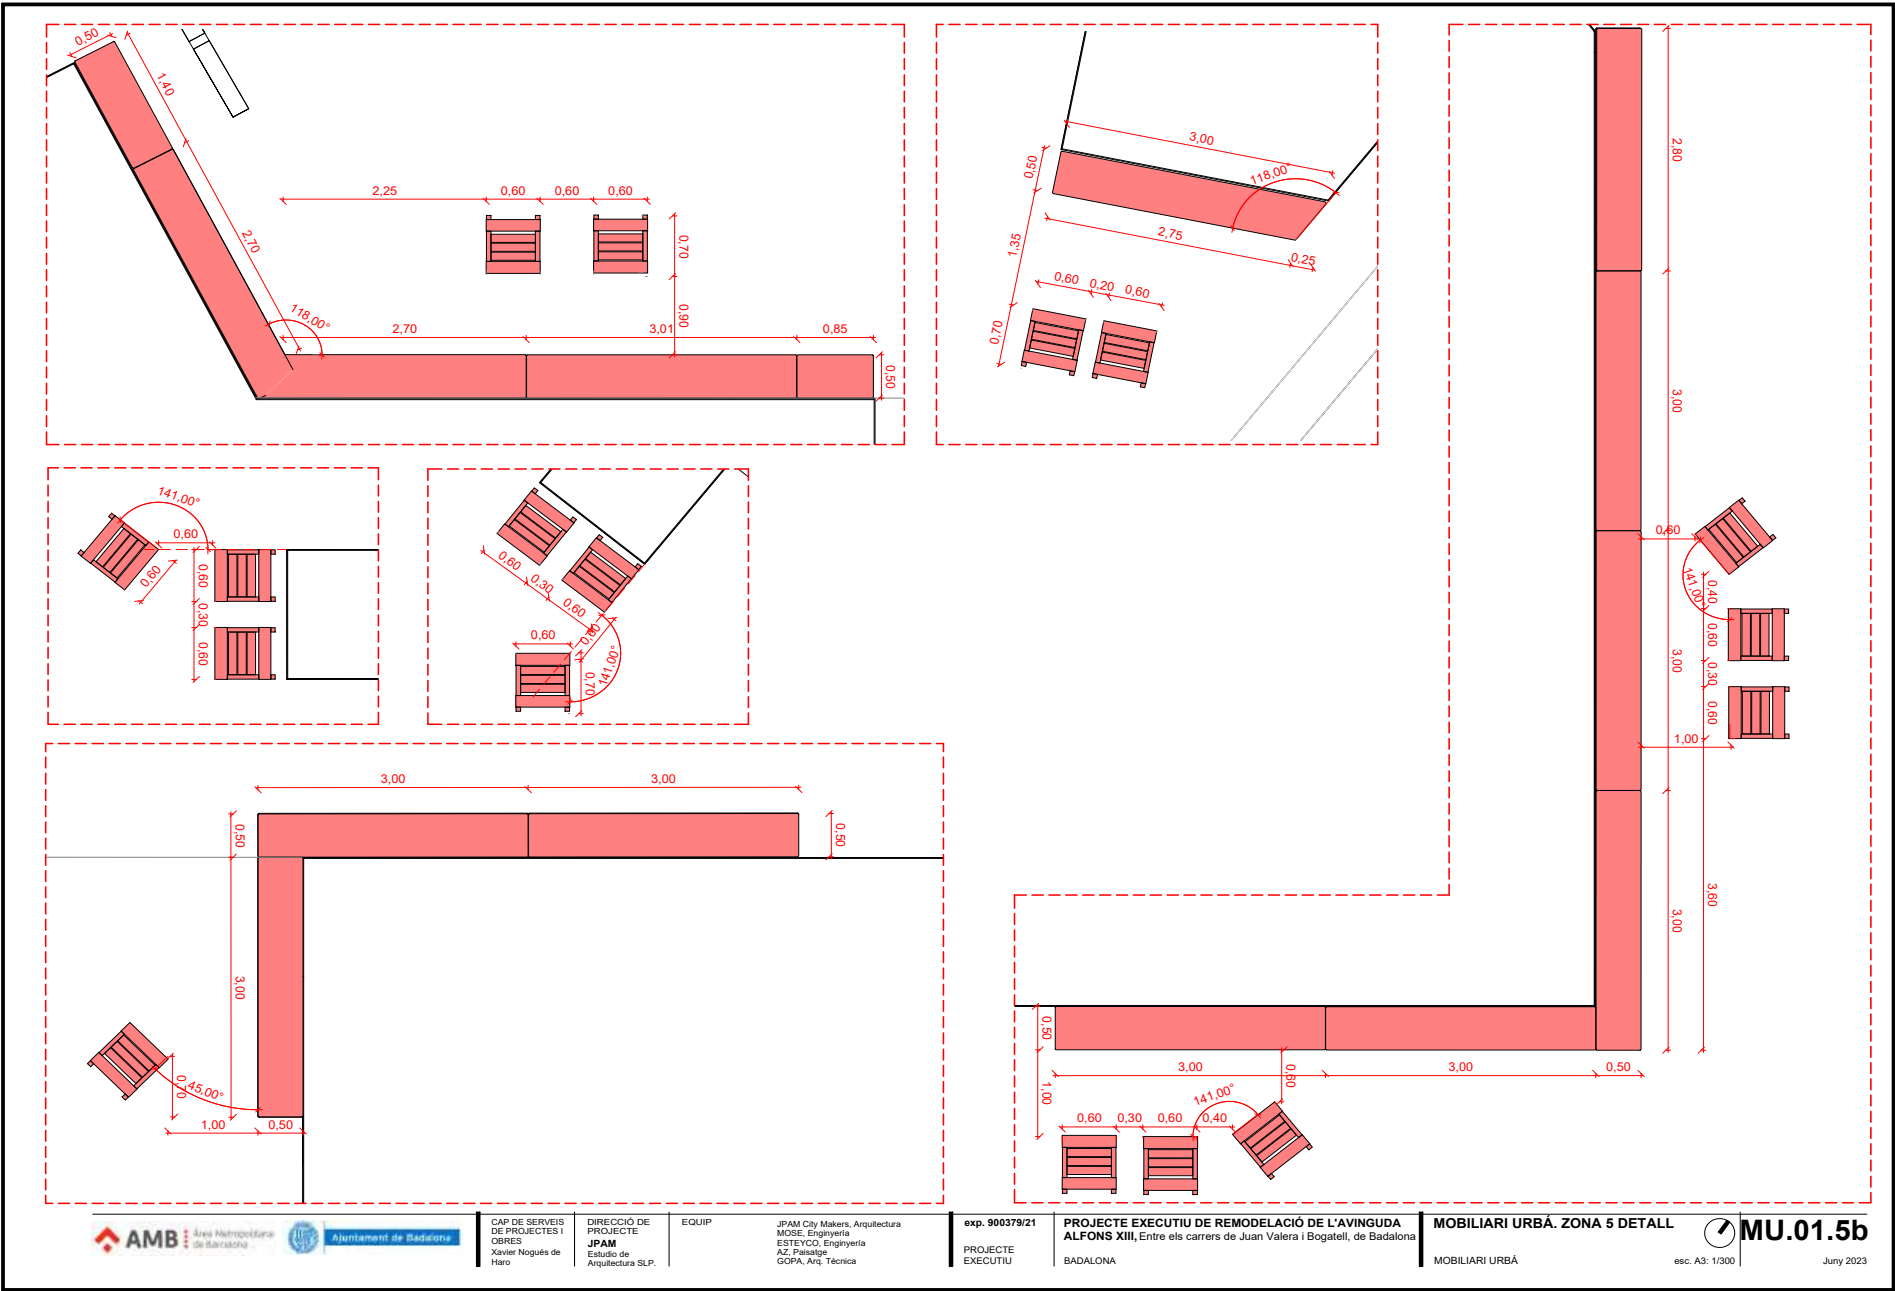 0,50
1,40
2,70
118,00°
2,25
0,60
0,60
0,60
0,70
0,90
2,70
3,01
0,85
0,50
3,00
0,50
118,00°
2,75
0,25
1,35
0,60
0,20
0,60
0,70
2,80
3,00
3,00
3,00
0,60
141,00°
0,40
0,60
0,30
0,60
1,00
3,60
141,00°
0,60
0,60
0,60
0,30
0,60
0,60
0,30
0,60
0,60
0,60
0,70
141,00°
3,00
3,00
0,50
0,50
3,00
45,00°
1,00
0,50
0,50
1,00
3,00
3,00
0,50
0,60
141,00°
0,60
0,30
0,60
0,40
AMB
Àrea Metropolitana
de Barcelona
Ajuntament de Badalona
CAP DE SERVEIS
DE PROJECTES I
OBRES
Xavier Nogués de
Haro
DIRECCIÓ DE
PROJECTE
JPAM
Estudio de
Arquitectura SLP.
EQUIP
JPAM City Makers, Arquitectura
MOSE, Enginyeria
ESTEYCO, Enginyeria
AZ, Paisatge
GOPA, Arq. Técnica
exp. 900379/21
PROJECTE
EXECUTIU
PROJECTE EXECUTIU DE REMODELACIÓ DE L'AVINGUDA
ALFONS XIII, Entre els carrers de Juan Valera i Bogatell, de Badalona
BADALONA
MOBILIARI URBÁ. ZONA 5 DETALL
MOBILIARI URBÁ
esc. A3: 1/300
MU.01.5b
Juny 2023